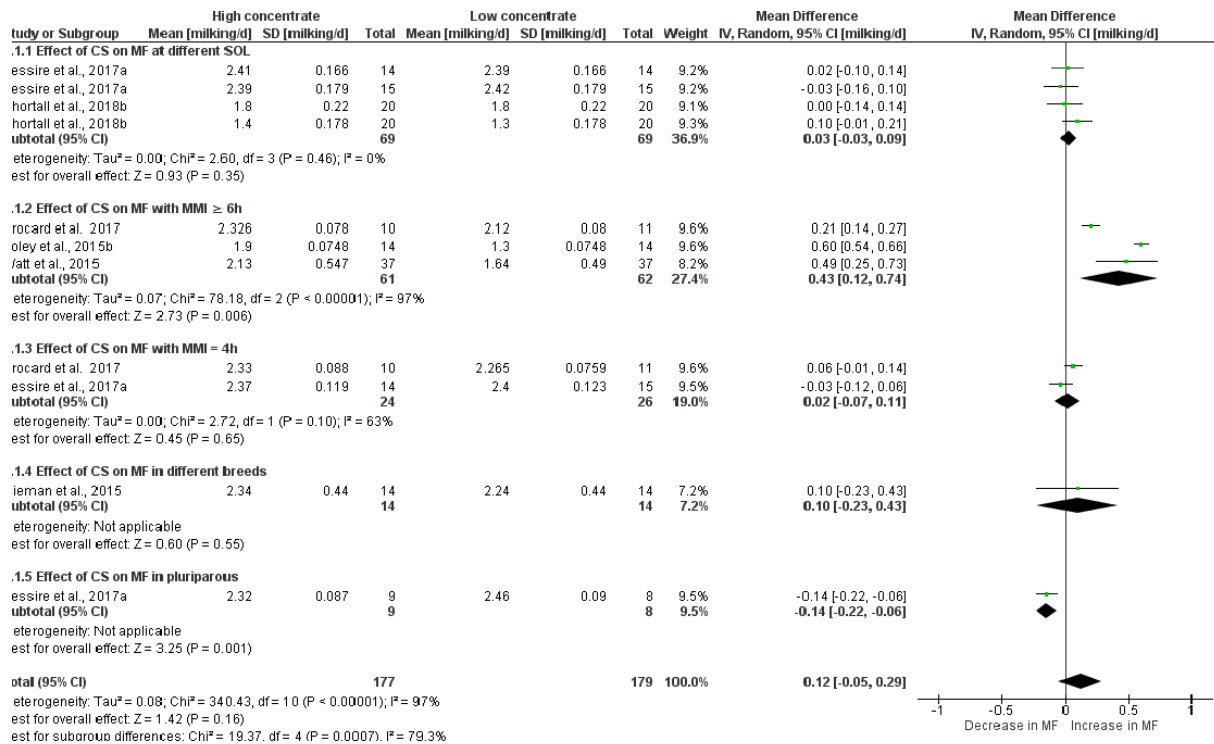 High concentrate Low concentrate Mean Difference Mean Difference
tudy or Subgroup Mean [milking/d] SD [milking/d] Total Mean [milking/d] SD [milking/d] Total Weight IV, Random, 95% CI [milking/d] IV, Random, 95% CI [milking/d]
.1.1 Effect of CS on MF at different SOL
essire et al., 2017a 2.41 0.166 14 2.39 0.166 14 9.2% 0.02 [-0.10, 0.14]
essire et al., 2017a 2.39 0.179 15 2.42 0.179 15 9.2% -0.03 [-0.16, 0.10]
hortall et al., 2018b 1.8 0.22 20 1.8 0.22 20 9.1% 0.00 [-0.14, 0.14]
hortall et al., 2018b 1.4 0.178 20 1.3 0.178 20 9.3% 0.10 [-0.01, 0.21]
ubtotal (95% CI) 69 69 36.9% 0.03 [-0.03, 0.09]
eterogeneity: Tau² = 0.00; Chi² = 2.60, df = 3 (P = 0.46); I² = 0%
est for overall effect: Z = 0.93 (P = 0.35)
.1.2 Effect of CS on MF with MMI ≥ 6h
rocard et al. 2017 2.326 0.078 10 2.12 0.08 11 9.6% 0.21 [0.14, 0.27]
oley et al., 2015b 1.9 0.0748 14 1.3 0.0748 14 9.6% 0.60 [0.54, 0.66]
/att et al., 2015 2.13 0.547 37 1.64 0.49 37 8.2% 0.49 [0.25, 0.73]
ubtotal (95% CI) 61 62 27.4% 0.43 [0.12, 0.74]
eterogeneity: Tau² = 0.07; Chi² = 78.18, df = 2 (P < 0.00001); I² = 97%
est for overall effect: Z = 2.73 (P = 0.006)
.1.3 Effect of CS on MF with MMI = 4h
rocard et al. 2017 2.33 0.088 10 2.265 0.0759 11 9.6% 0.06 [-0.01, 0.14]
essire et al., 2017a 2.37 0.119 14 2.4 0.123 15 9.5% -0.03 [-0.12, 0.06]
ubtotal (95% CI) 24 26 19.0% 0.02 [-0.07, 0.11]
eterogeneity: Tau² = 0.00; Chi² = 2.72, df = 1 (P = 0.10); I² = 63%
est for overall effect: Z = 0.45 (P = 0.65)
.1.4 Effect of CS on MF in different breeds
ieman et al., 2015 2.34 0.44 14 2.24 0.44 14 7.2% 0.10 [-0.23, 0.43]
ubtotal (95% CI) 14 14 7.2% 0.10 [-0.23, 0.43]
eterogeneity: Not applicable
est for overall effect: Z = 0.60 (P = 0.55)
.1.5 Effect of CS on MF in pluriparous
essire et al., 2017a 2.32 0.087 9 2.46 0.09 8 9.5% -0.14 [-0.22, -0.06]
ubtotal (95% CI) 9 8 9.5% -0.14 [-0.22, -0.06]
eterogeneity: Not applicable
est for overall effect: Z = 3.25 (P = 0.001)
otal (95% CI) 177 179 100.0% 0.12 [-0.05, 0.29]
eterogeneity: Tau² = 0.08; Chi² = 340.43, df = 10 (P < 0.00001); I² = 97%
est for overall effect: Z = 1.42 (P = 0.16)
est for subgroup differences: Chi² = 19.37, df = 4 (P = 0.0007), I² = 79.3%
-1 -0.5 0 0.5 1
Decrease in MF Increase in MF